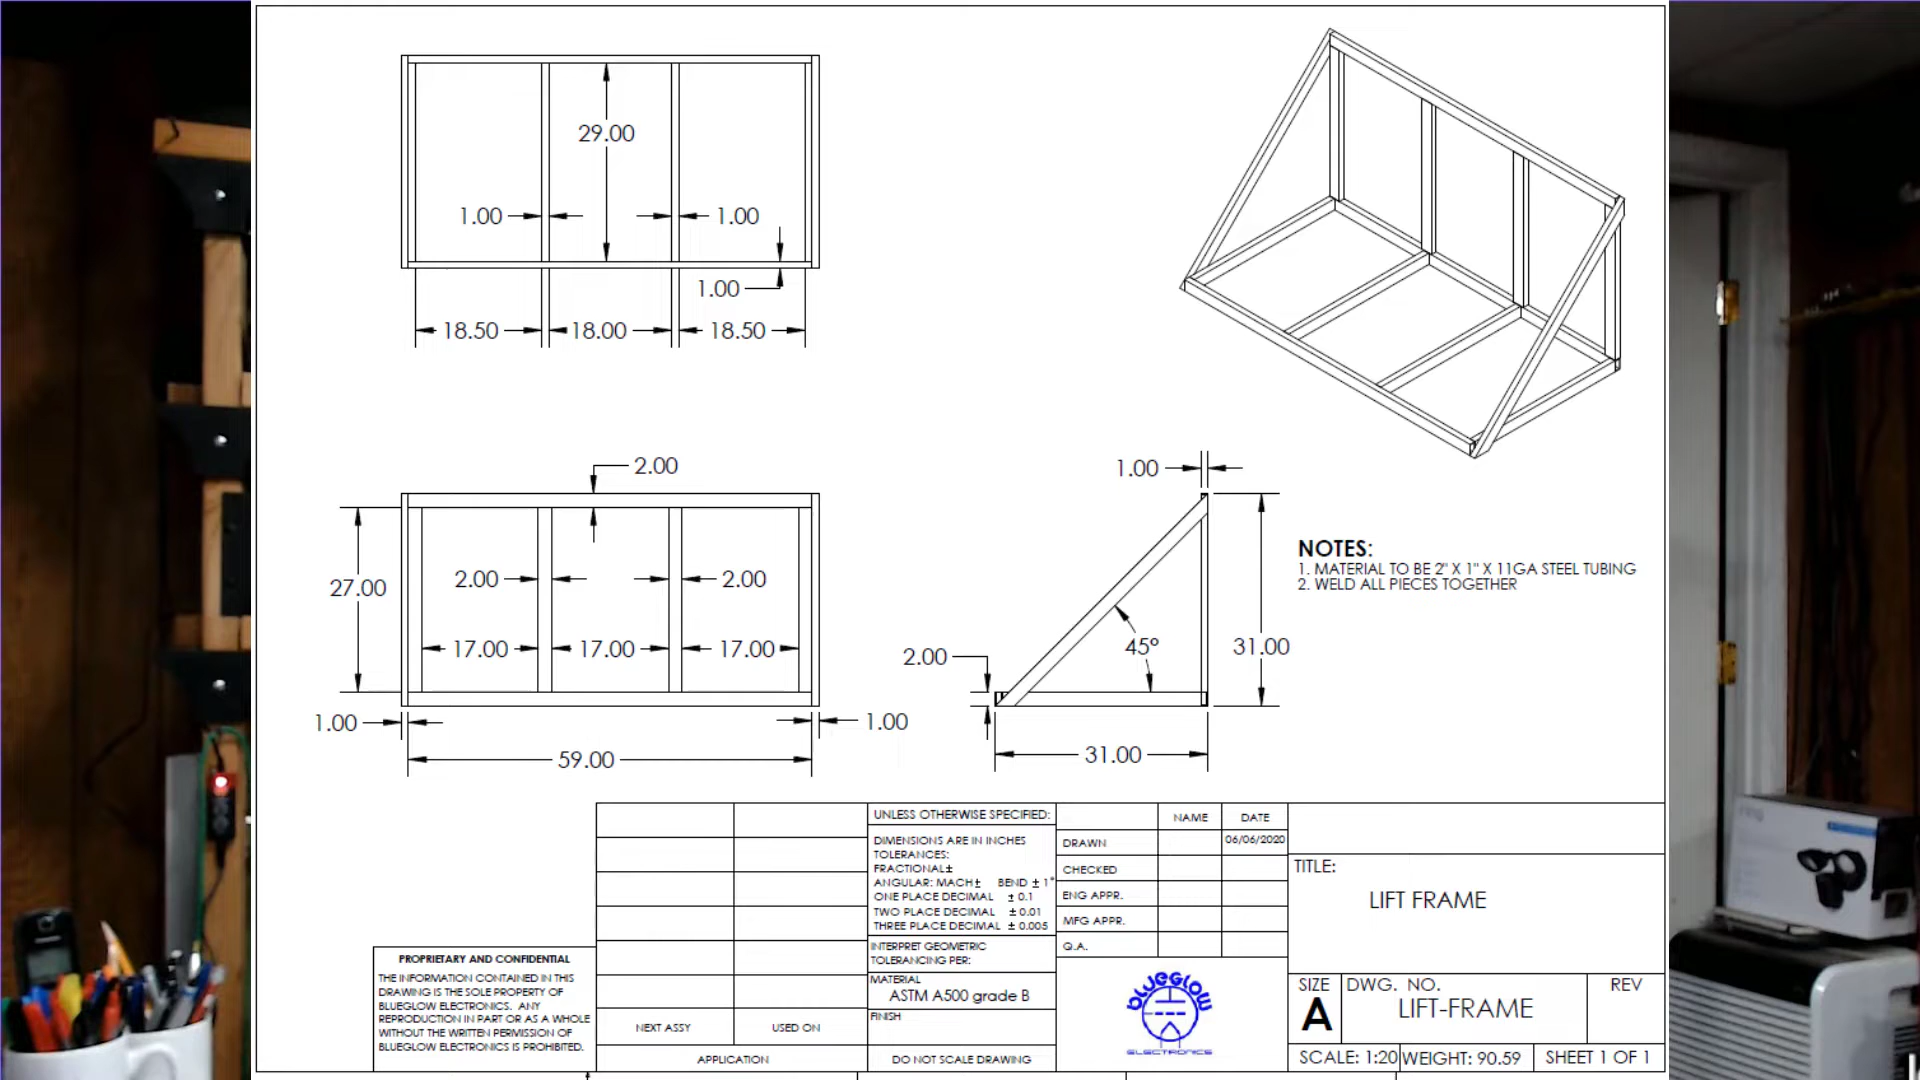 29.00
1.00
1.00
1.00
18.50
18.00
18.50
2.00
1.00
27.00
2.00
2.00
17.00
17.00
17.00
1.00
1.00
59.00
2.00
45°
31.00
31.00
NOTES:
1. MATERIAL TO BE 2" X 1" X 11GA STEEL TUBING
2. WELD ALL PIECES TOGETHER
PROPRIETARY AND CONFIDENTIAL
THE INFORMATION CONTAINED IN THIS
DRAWING IS THE SOLE PROPERTY OF
BLUEGLOW ELECTRONICS. ANY
REPRODUCTION IN PART OR AS A WHOLE
WITHOUT THE WRITTEN PERMISSION OF
BLUEGLOW ELECTRONICS IS PROHIBITED.
NEXT ASSY
USED ON
APPLICATION
UNLESS OTHERWISE SPECIFIED:
DIMENSIONS ARE IN INCHES
TOLERANCES:
FRACTIONAL±
ANGULAR: MACH± BEND ± 1°
ONE PLACE DECIMAL ± 0.1
TWO PLACE DECIMAL ± 0.01
THREE PLACE DECIMAL ± 0.005
INTERPRET GEOMETRIC
TOLERANCING PER:
MATERIAL
ASTM A500 grade B
FINISH
DO NOT SCALE DRAWING
NAME
DATE
DRAWN
06/06/2020
CHECKED
ENG APPR.
MFG APPR.
Q.A.
BLUEGLOW
ELECTRONICS
TITLE:
LIFT FRAME
SIZE
A
DWG. NO.
LIFT-FRAME
REV
SCALE: 1:20
WEIGHT: 90.59
SHEET 1 OF 1